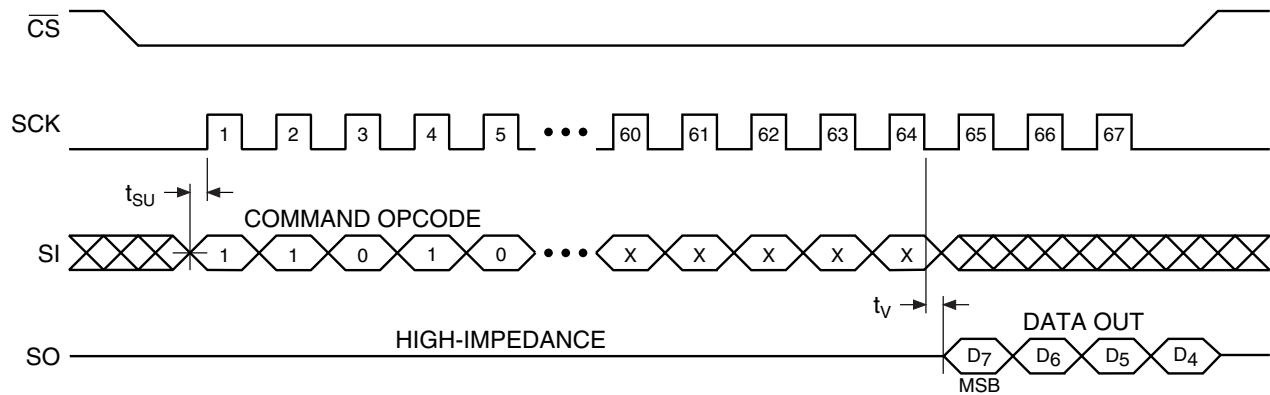 CS
SCK 1 2 3 4 5 ••• 60 61 62 63 64 65 66 67
tSU
COMMAND OPCODE
SI 1 1 0 1 0 ••• X X X X X
tV
HIGH-IMPEDANCE DATA OUT
SO D7 D6 D5 D4
MSB